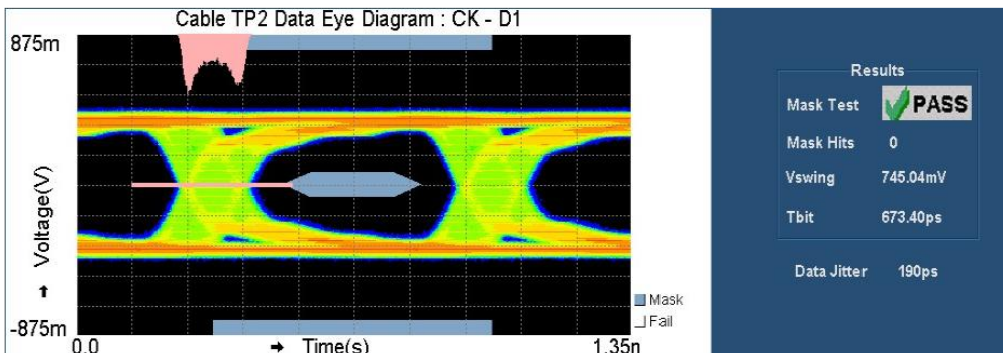 Cable TP2 Data Eye Diagram : CK - D1
875m
Voltage(V)
-875m
0.0
Time(s)
1.35n
Mask
Fail
Results
Mask Test PASS
Mask Hits 0
Vswing 745.04mV
Tbit 673.40ps
Data Jitter 190ps